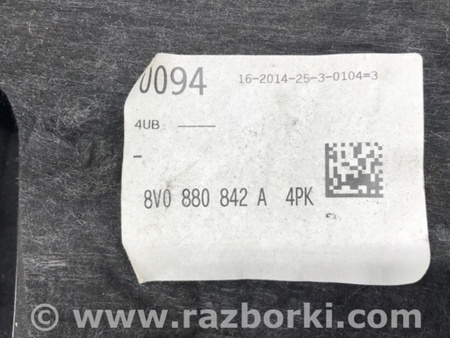 0094
16-2014-25-3-0104=3
4UB
-
8V0 880 842 A 4PK
© www.razborki.com